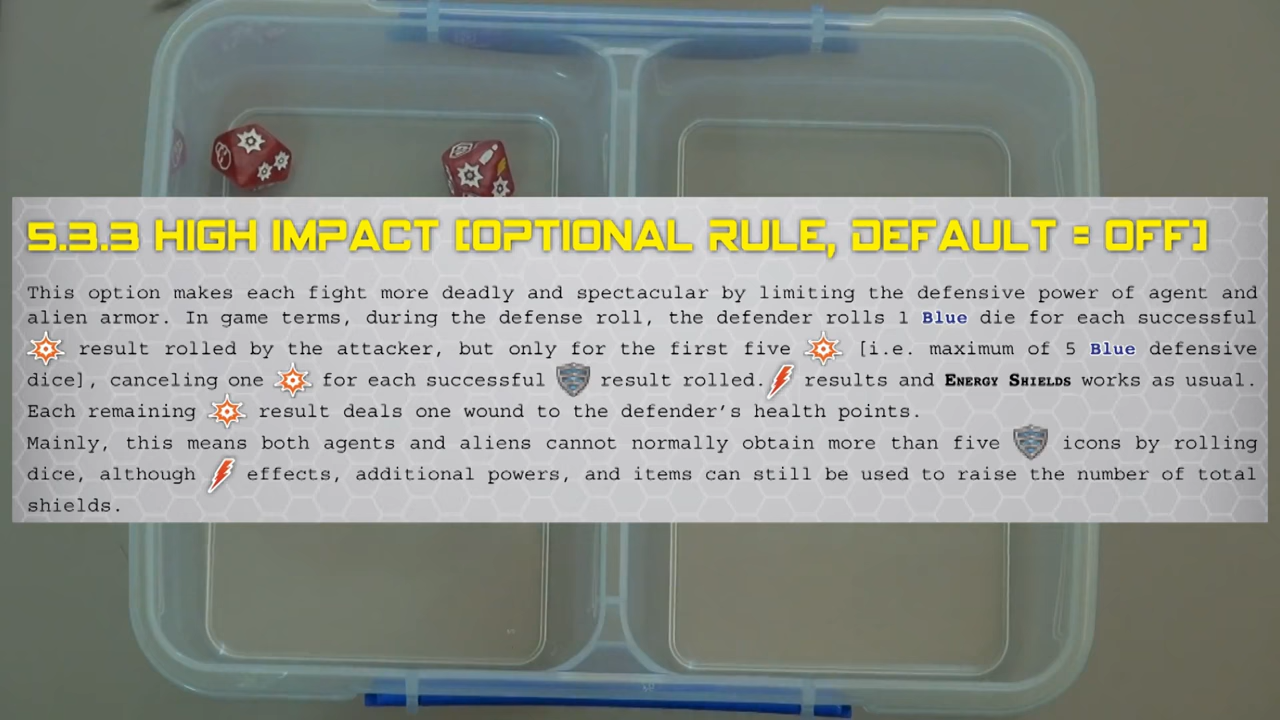 5.3.3 HIGH IMPACT [OPTIONAL RULE, DEFAULT = OFF]
This option makes each fight more deadly and spectacular by limiting the defensive power of agent and
alien armor. In game terms, during the defense roll, the defender rolls 1 Blue die for each successful
result rolled by the attacker, but only for the first five [i.e. maximum of 5 Blue defensive
dice], canceling one for each successful result rolled. results and ENERGY SHIELDS works as usual.
Each remaining result deals one wound to the defender's health points.
Mainly, this means both agents and aliens cannot normally obtain more than five icons by rolling
dice, although effects, additional powers, and items can still be used to raise the number of total
shields.